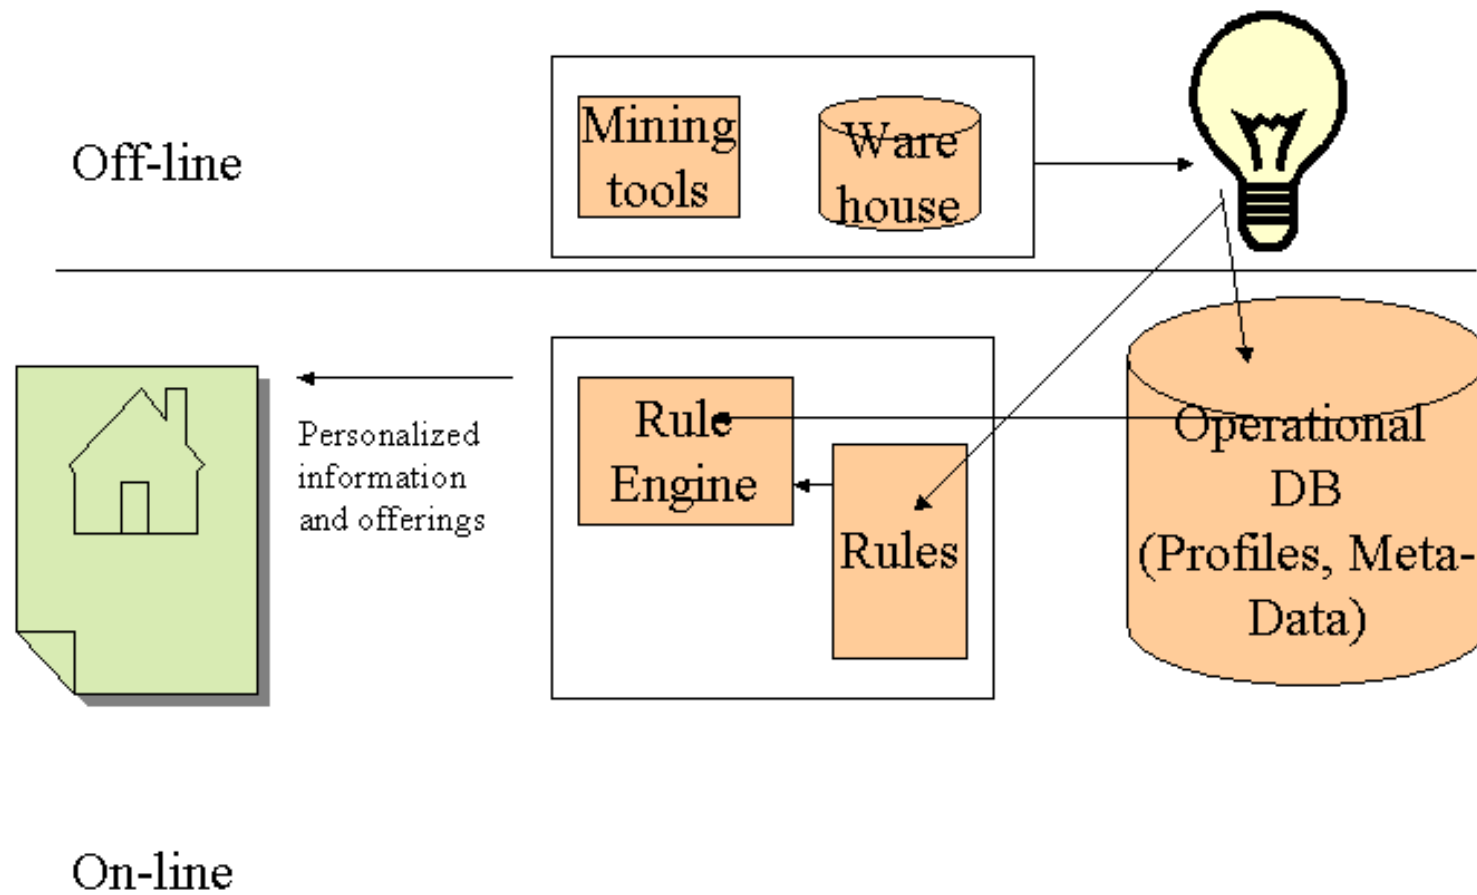 Off-line
Mining
tools
Ware
house
Personalized
information
and offerings
Rule
Engine
Rules
Operational
DB
(Profiles, Meta-
Data)
On-line